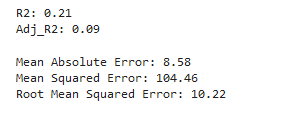 R2: 0.21
Adj_R2: 0.09
Mean Absolute Error: 8.58
Mean Squared Error: 104.46
Root Mean Squared Error: 10.22